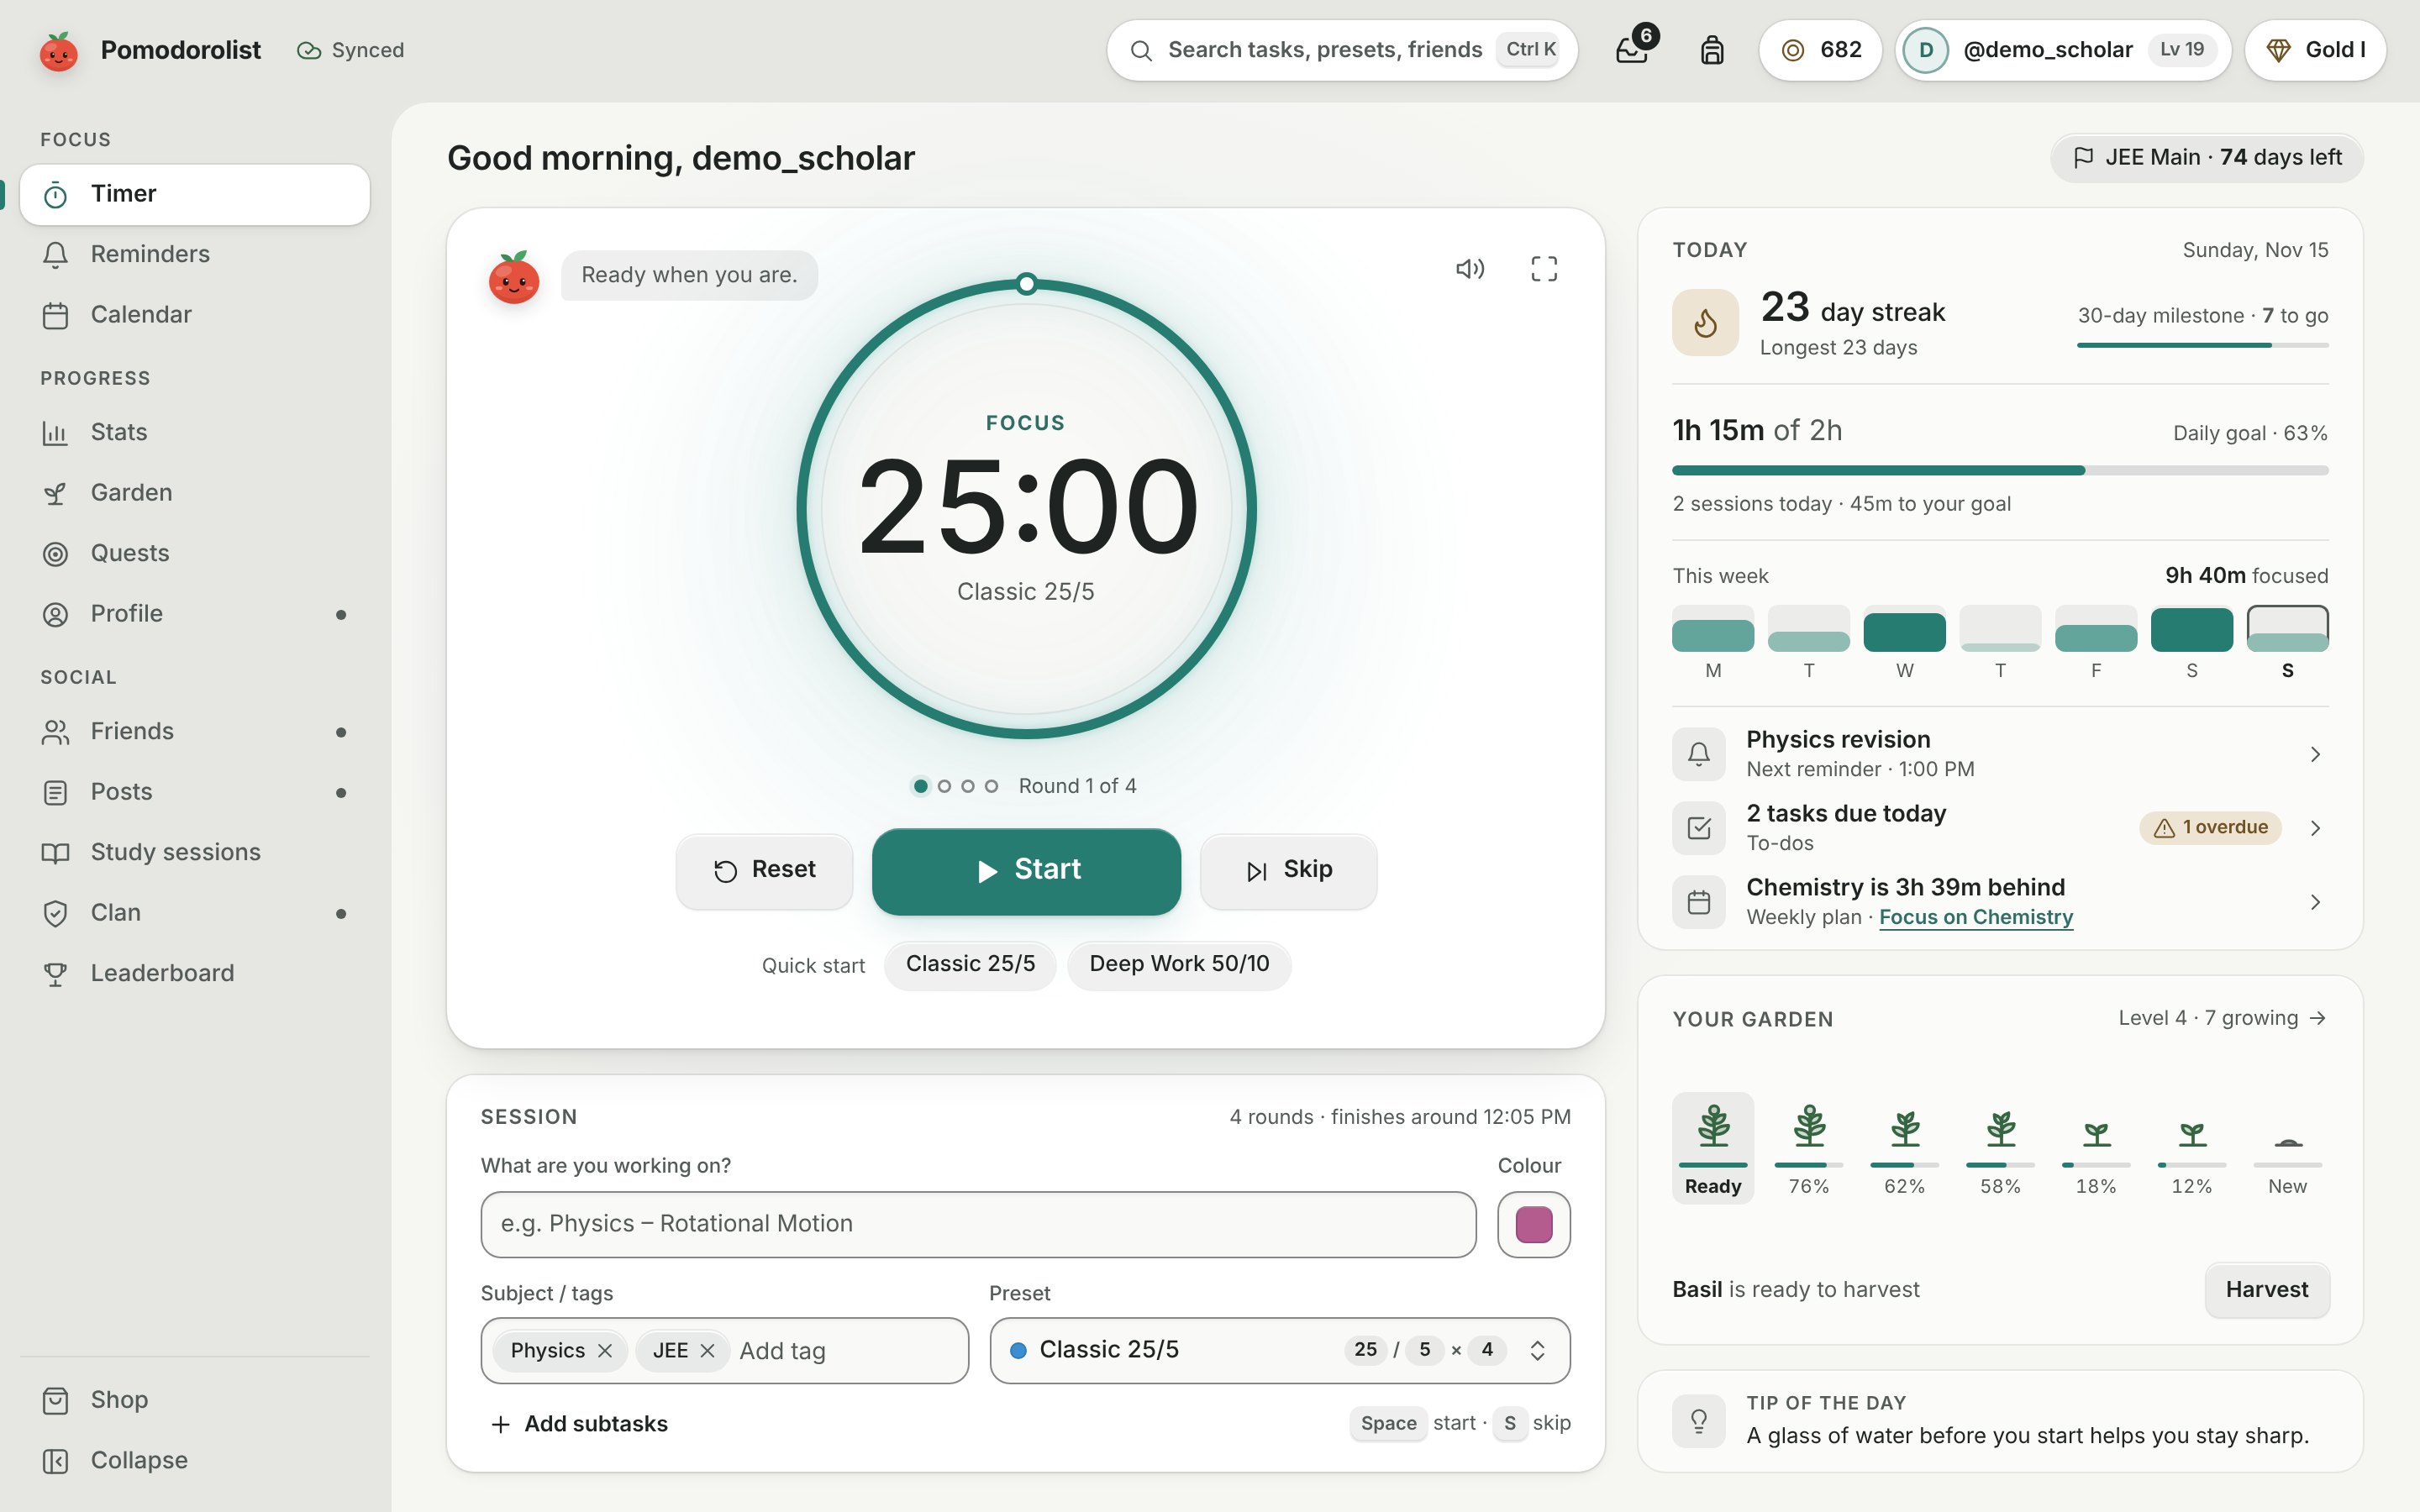 Pomodorolist
Synced
Search tasks, presets, friends Ctrl K
6
682
D @demo_scholar Lv 19
Gold I
FOCUS
Timer
Reminders
Calendar
PROGRESS
Stats
Garden
Quests
Profile
SOCIAL
Friends
Posts
Study sessions
Clan
Leaderboard
Shop
Collapse
Good morning, demo_scholar
JEE Main · 74 days left
Ready when you are.
FOCUS
25:00
Classic 25/5
Round 1 of 4
Reset
Start
Skip
Quick start Classic 25/5 Deep Work 50/10
SESSION
4 rounds · finishes around 12:05 PM
What are you working on?
Colour
e.g. Physics – Rotational Motion
Subject / tags
Preset
Physics JEE Add tag
Classic 25/5 25 / 5 × 4
Add subtasks
Space start · S skip
TODAY
Sunday, Nov 15
23 day streak
Longest 23 days
30-day milestone · 7 to go
1h 15m of 2h
Daily goal · 63%
2 sessions today · 45m to your goal
This week
9h 40m focused
M T W T F S S
Physics revision
Next reminder · 1:00 PM
2 tasks due today
To-dos
1 overdue
Chemistry is 3h 39m behind
Weekly plan · Focus on Chemistry
YOUR GARDEN
Level 4 · 7 growing
Ready 76% 62% 58% 18% 12% New
Basil is ready to harvest
Harvest
TIP OF THE DAY
A glass of water before you start helps you stay sharp.